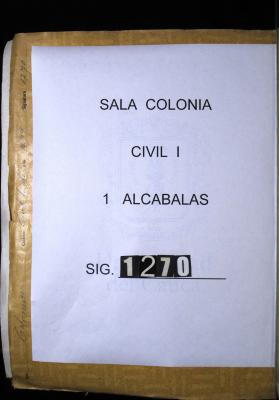 SALA COLONIA
CIVIL I
1 ALCABALAS
SIG. 1270